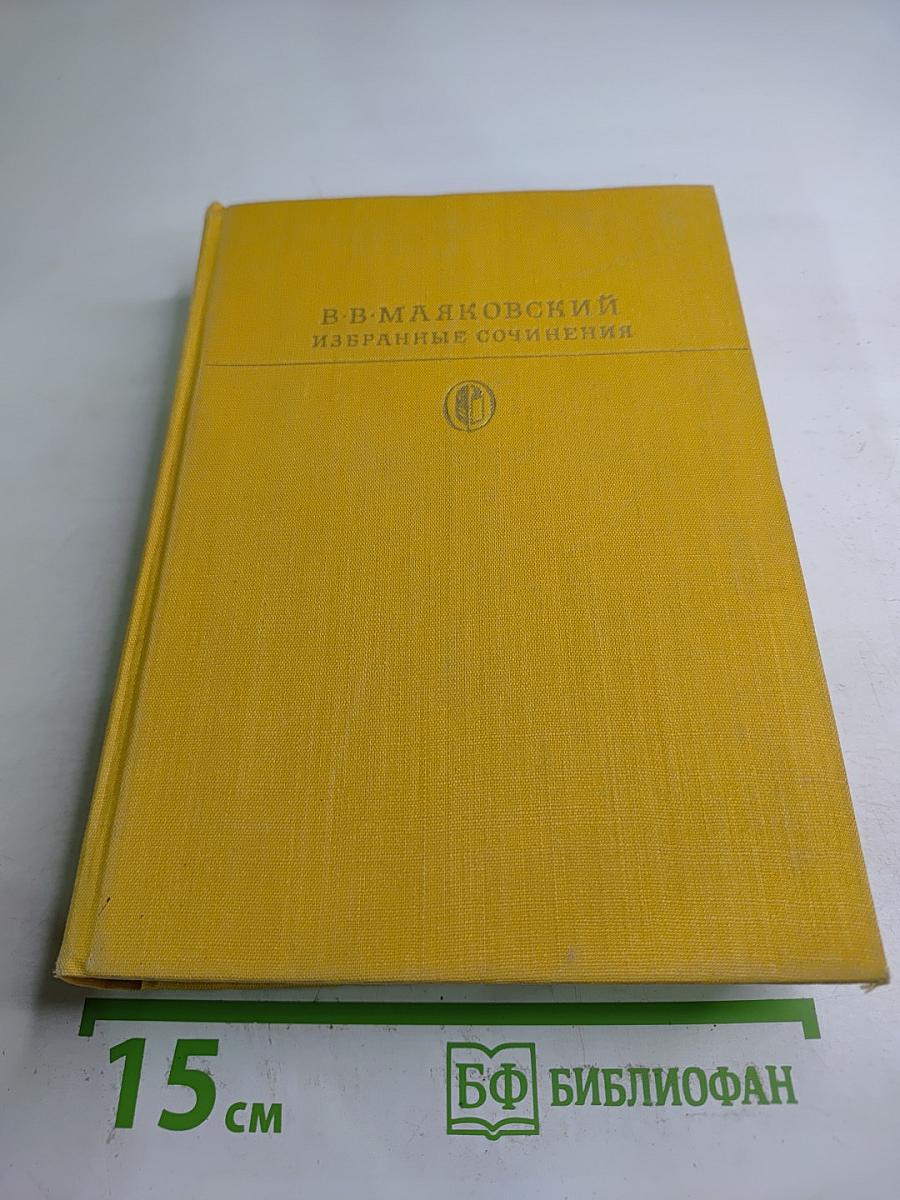 В·В·МАЯКОВСКИЙ
ИЗБРАННЫЕ СОЧИНЕНИЯ
15 см
БФ БИБЛИОФАН